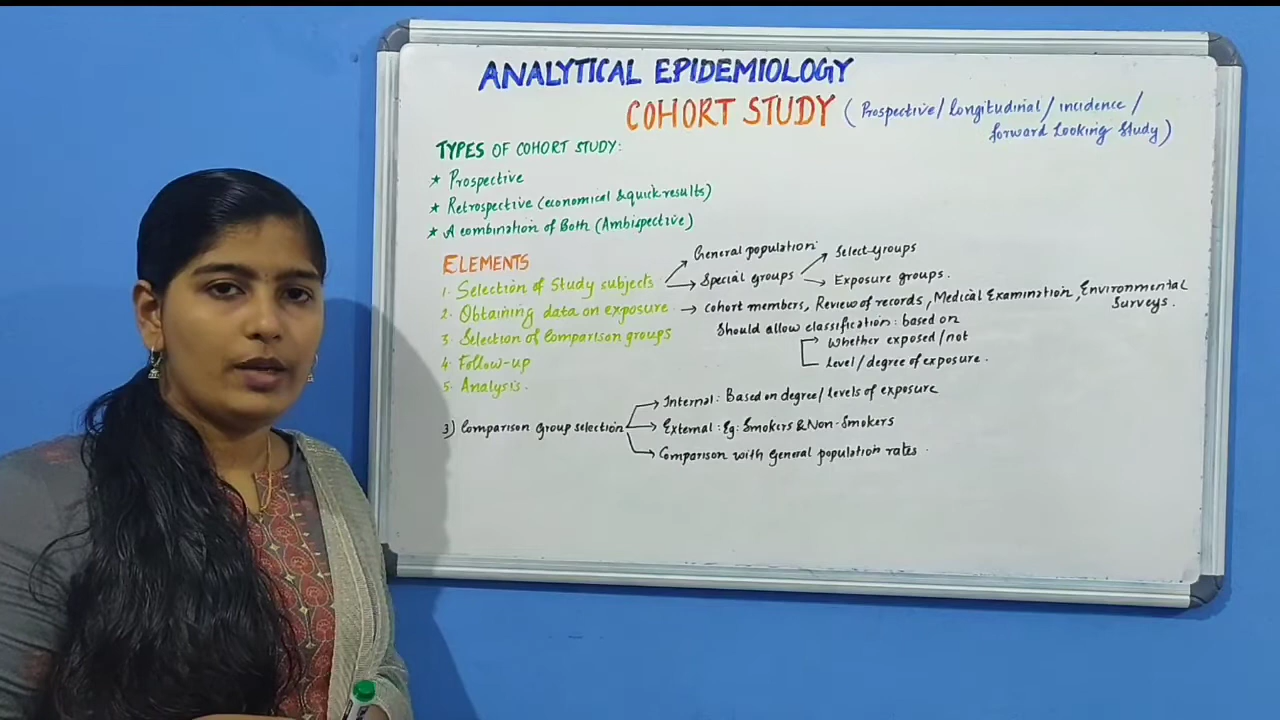 ANALYTICAL EPIDEMIOLOGY
COHORT STUDY (Prospective/Longitudinal/incidence/
forward Looking Study)
TYPES OF COHORT STUDY:
* Prospective
* Retrospective (economical & quick results)
* A combination of Both (Ambispective)
ELEMENTS
1. Selection of Study subjects → General population
→ Special groups → Select groups
→ Exposure groups.
2. Obtaining data on exposure → cohort members, Review of records, Medical Examination, Environmental
Surveys.
Should allow classification: based on
→ Whether exposed/not
Level/degree of exposure.
3. Selection of Comparison groups
4. Follow-up
5. Analysis.
3) Comparison Group selection → Internal: Based on degree/levels of exposure
→ External: Eg: Smokers & Non-Smokers
→ Comparison with General population rates.